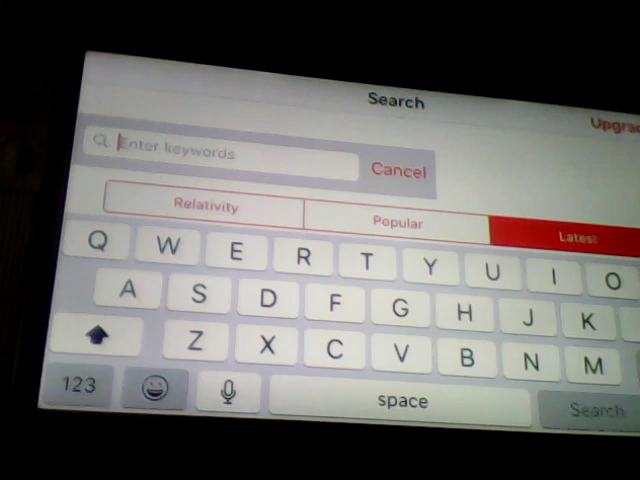 Search
Upgra
Enter keywords
Cancel
Relativity Popular Latest
Q W E R T Y U I O
A S D F G H J K
Z X C V B N M
123 space Search